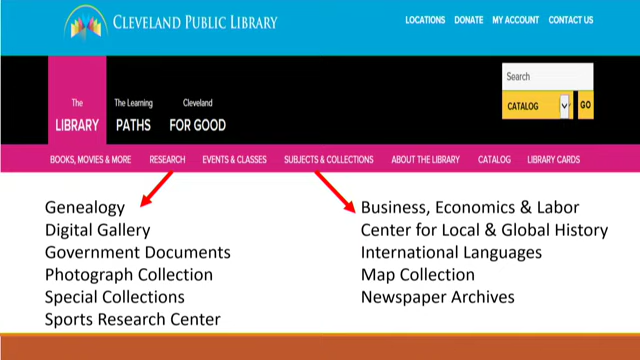 CLEVELAND PUBLIC LIBRARY
LOCATIONS DONATE MY ACCOUNT CONTACT US
Search
CATALOG GO
The LIBRARY
The Learning PATHS
Cleveland FOR GOOD
BOOKS, MOVIES & MORE RESEARCH EVENTS & CLASSES SUBJECTS & COLLECTIONS ABOUT THE LIBRARY CATALOG LIBRARY CARDS
Genealogy
Digital Gallery
Government Documents
Photograph Collection
Special Collections
Sports Research Center
Business, Economics & Labor
Center for Local & Global History
International Languages
Map Collection
Newspaper Archives